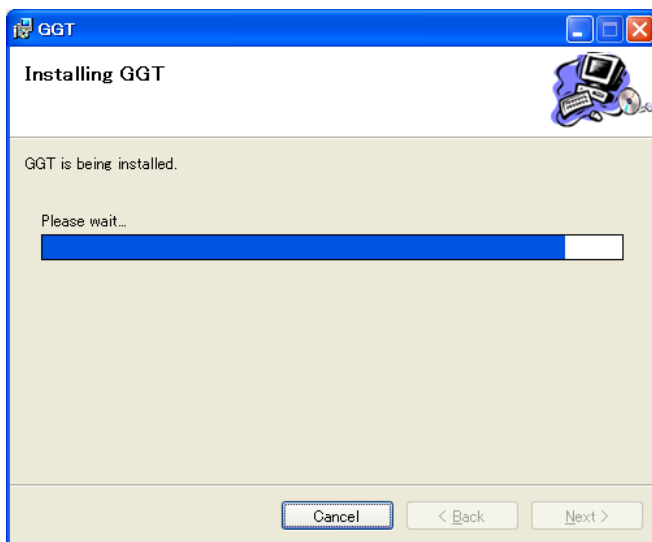 GGT
Installing GGT
GGT is being installed.
Please wait...
Cancel
< Back
Next >